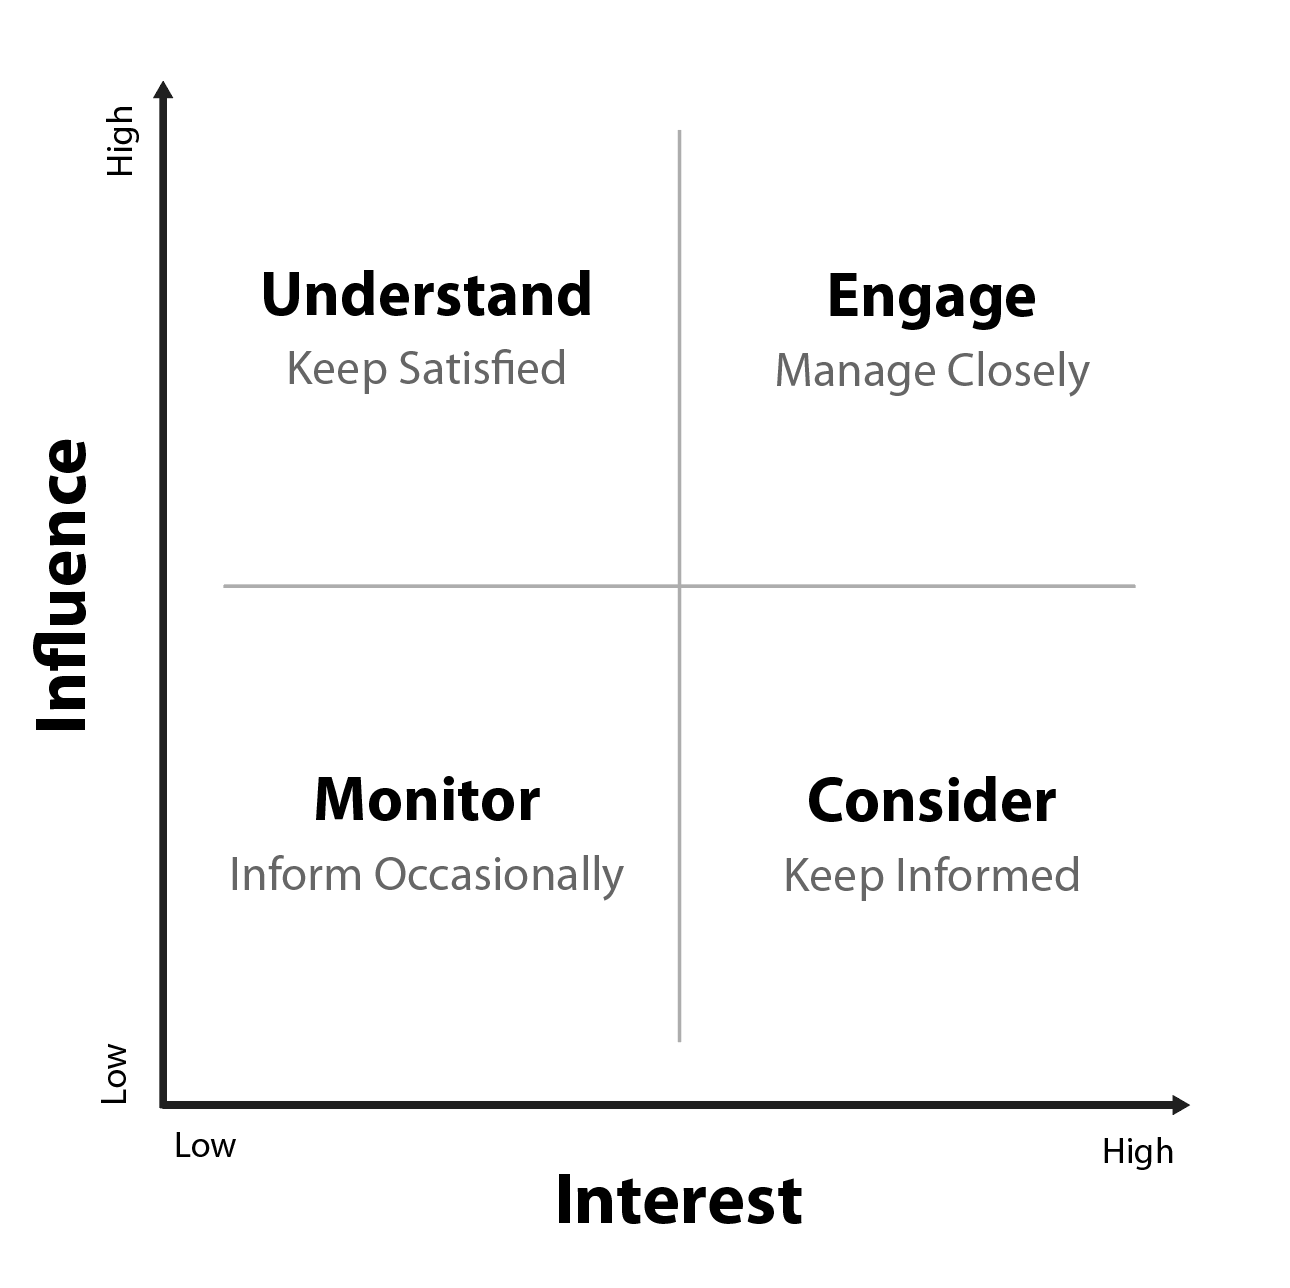 High
Understand
Keep Satisfied
Engage
Manage Closely
Influence
Monitor
Inform Occasionally
Consider
Keep Informed
Low
Low
High
Interest